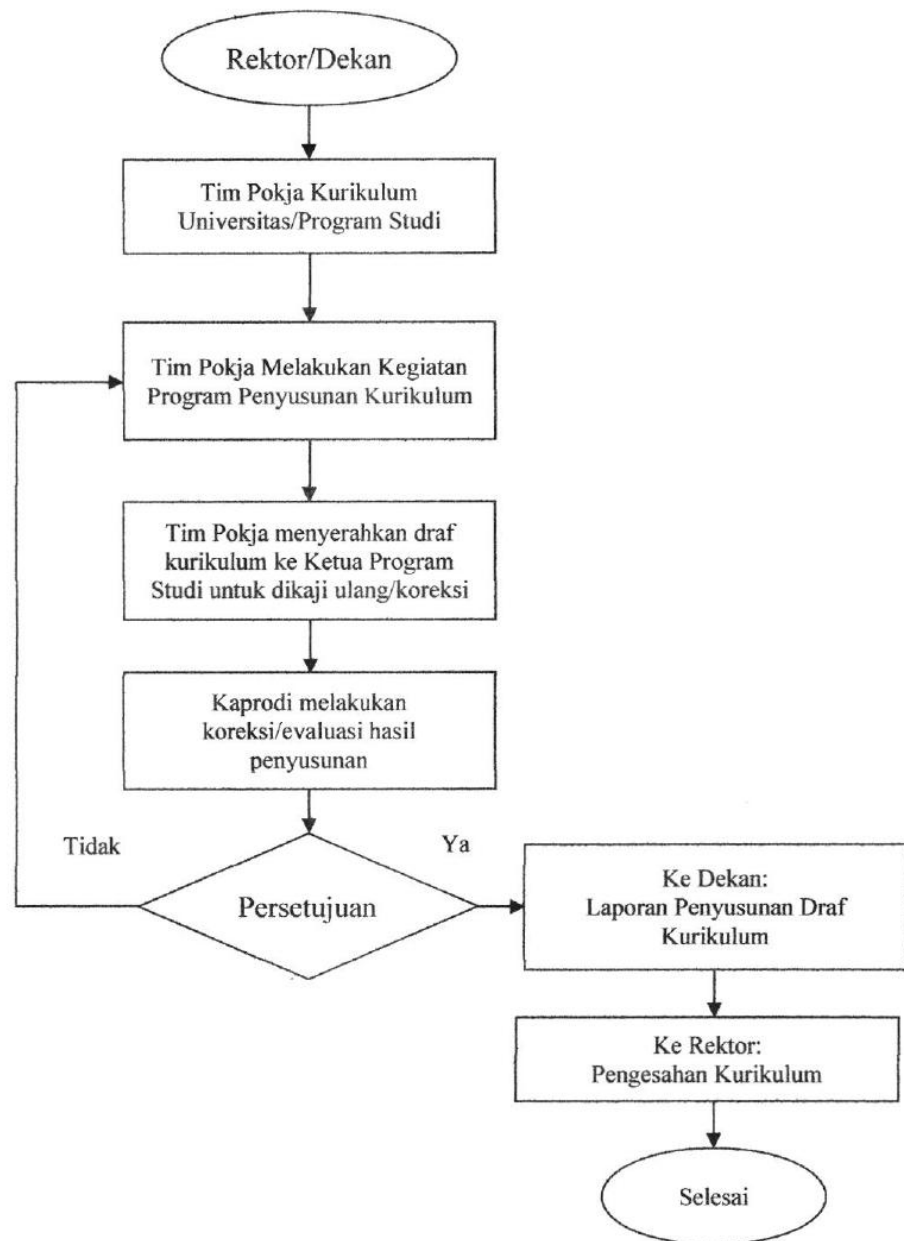 Rektor/Dekan
Tim Pokja Kurikulum
Universitas/Program Studi
Tim Pokja Melakukan Kegiatan
Program Penyusunan Kurikulum
Tim Pokja menyerahkan draf
kurikulum ke Ketua Program
Studi untuk dikaji ulang/koreksi
Kaprodi melakukan
koreksi/evaluasi hasil
penyusunan
Tidak
Ya
Persetujuan
Ke Dekan:
Laporan Penyusunan Draf
Kurikulum
Ke Rektor:
Pengesahan Kurikulum
Selesai